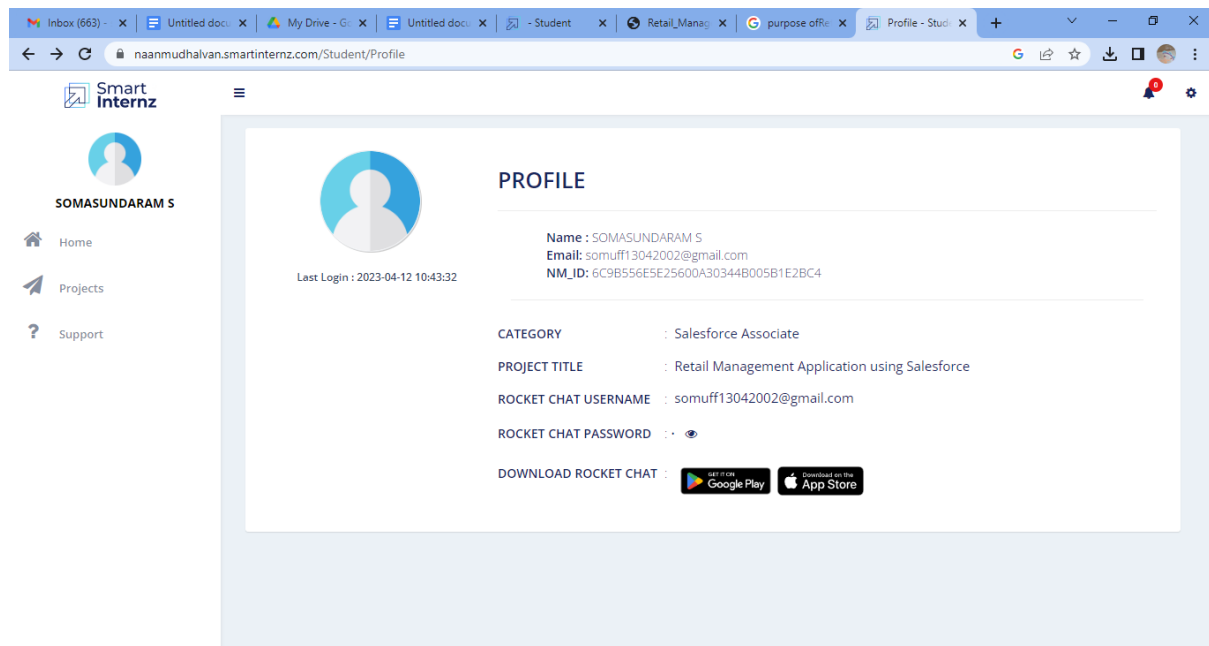 Inbox (663) -
Untitled docu
My Drive - Go
Untitled docu
- Student
Retail_Manag
purpose ofRe
Profile - Stude
naanmudhalvan.smartinternz.com/Student/Profile
Smart
Internz
0
SOMASUNDARAM S
Home
Projects
Support
Last Login : 2023-04-12 10:43:32
PROFILE
Name : SOMASUNDARAM S
Email: somuff13042002@gmail.com
NM_ID: 6C9B556E5E25600A30344B005B1E2BC4
CATEGORY : Salesforce Associate
PROJECT TITLE : Retail Management Application using Salesforce
ROCKET CHAT USERNAME : somuff13042002@gmail.com
ROCKET CHAT PASSWORD : ·
DOWNLOAD ROCKET CHAT :
GET IT ON
Google Play
Download on the
App Store